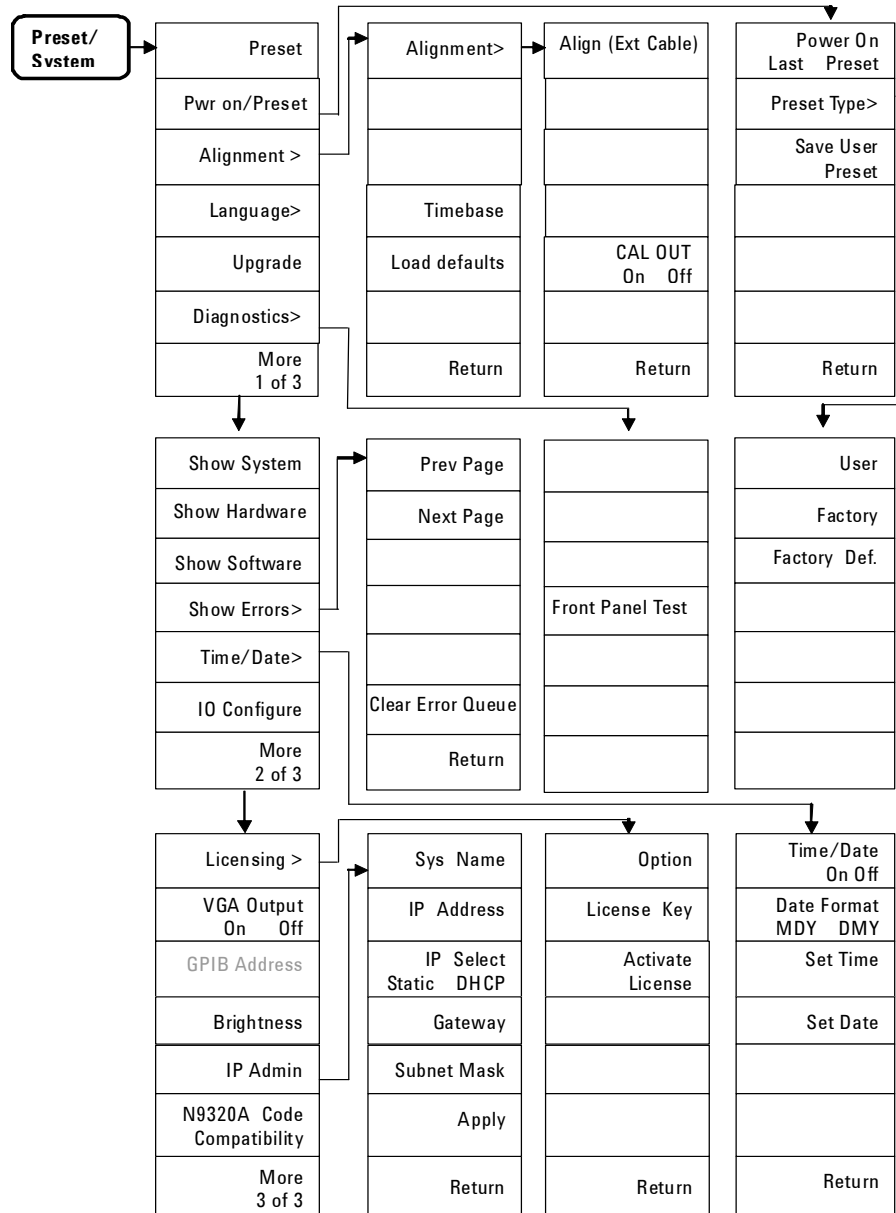 Preset/
System
Preset
Pwr on/Preset
Alignment >
Language>
Upgrade
Diagnostics>
More
1 of 3
Alignment>
Timebase
Load defaults
Return
Align (Ext Cable)
CAL OUT
On Off
Return
Power On
Last Preset
Preset Type>
Save User
Preset
Return
Show System
Show Hardware
Show Software
Show Errors>
Time/Date>
IO Configure
More
2 of 3
Prev Page
Next Page
Clear Error Queue
Return
Front Panel Test
User
Factory
Factory Def.
Licensing >
VGA Output
On Off
GPIB Address
Brightness
IP Admin
N9320A Code
Compatibility
More
3 of 3
Sys Name
IP Address
IP Select
Static DHCP
Gateway
Subnet Mask
Apply
Return
Option
License Key
Activate
License
Return
Time/Date
On Off
Date Format
MDY DMY
Set Time
Set Date
Return